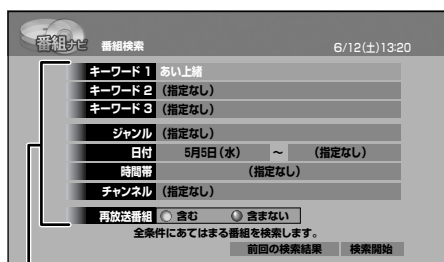 番組ナビ 番組検索 6/12(土)13:20
キーワード 1 あい上緒
キーワード 2 (指定なし)
キーワード 3 (指定なし)
ジャンル (指定なし)
日付 5月5日(水) ～ (指定なし)
時間帯 (指定なし)
チャンネル (指定なし)
再放送番組 含む 含まない
全条件にあてはまる番組を検索します。
前回の検索結果 検索開始